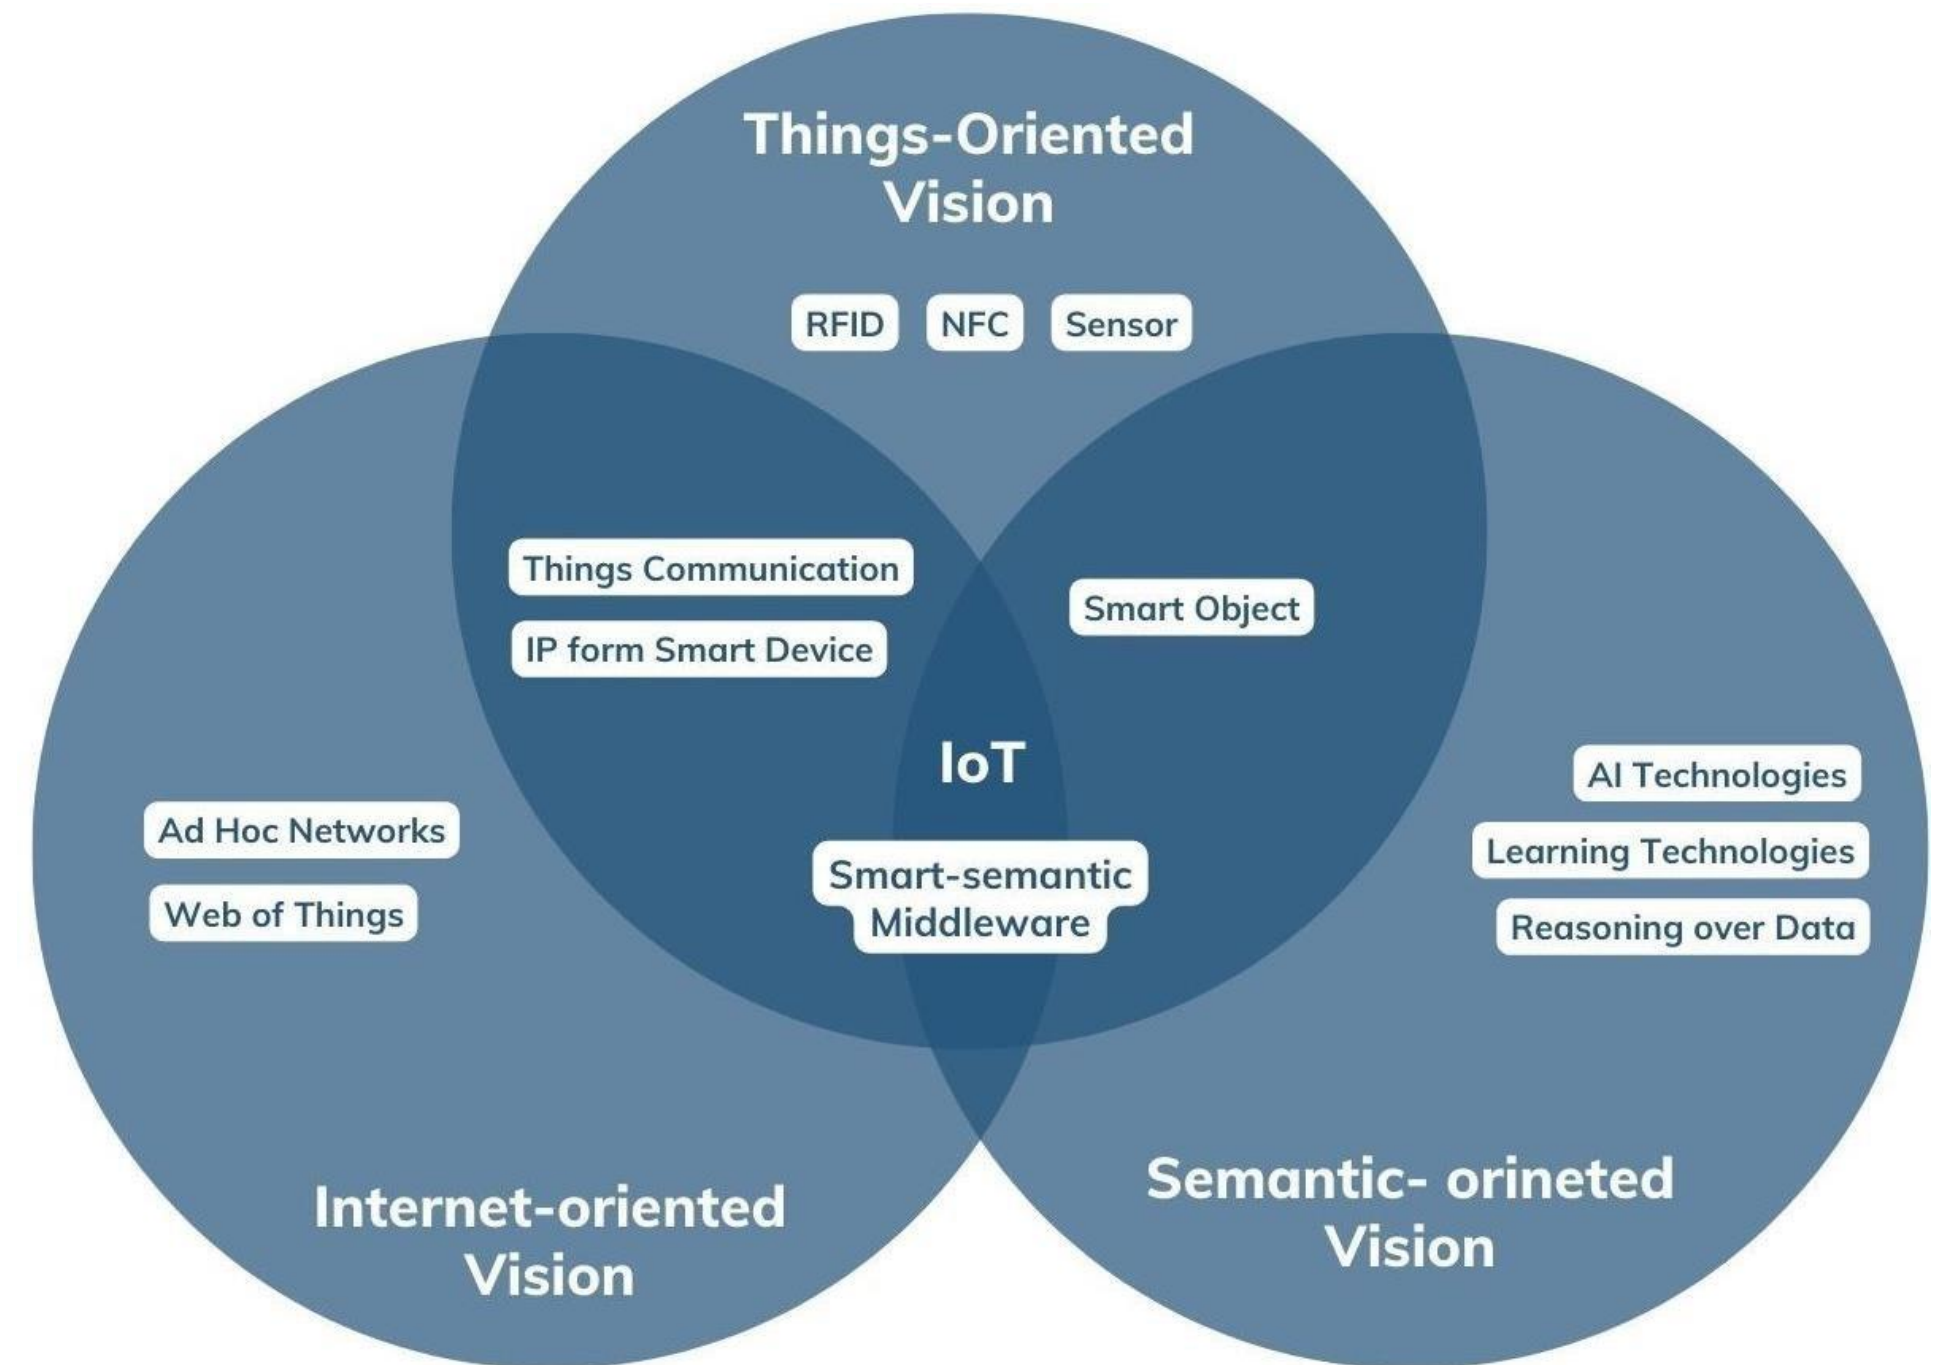 Things-Oriented
Vision
RFID
NFC
Sensor
Things Communication
IP form Smart Device
Smart Object
IoT
Smart-semantic
Middleware
Ad Hoc Networks
Web of Things
AI Technologies
Learning Technologies
Reasoning over Data
Internet-oriented
Vision
Semantic- orineted
Vision